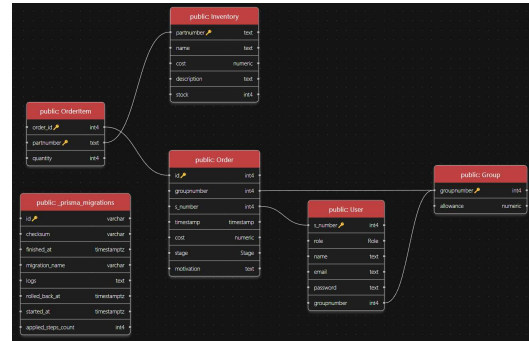 public: Inventory
partnumber text
name text
cost numeric
description text
stock int4
public: OrderItem
order_id int4
partnumber text
quantity int4
public: Order
id int4
groupnumber int4
s_number int4
timestamp timestamp
cost numeric
stage Stage
motivation text
public: Group
groupnumber int4
allowance numeric
public: _prisma_migrations
id varchar
checksum varchar
finished_at timestamptz
migration_name varchar
logs text
rolled_back_at timestamptz
started_at timestamptz
applied_steps_count int4
public: User
s_number int4
role Role
name text
email text
password text
groupnumber int4